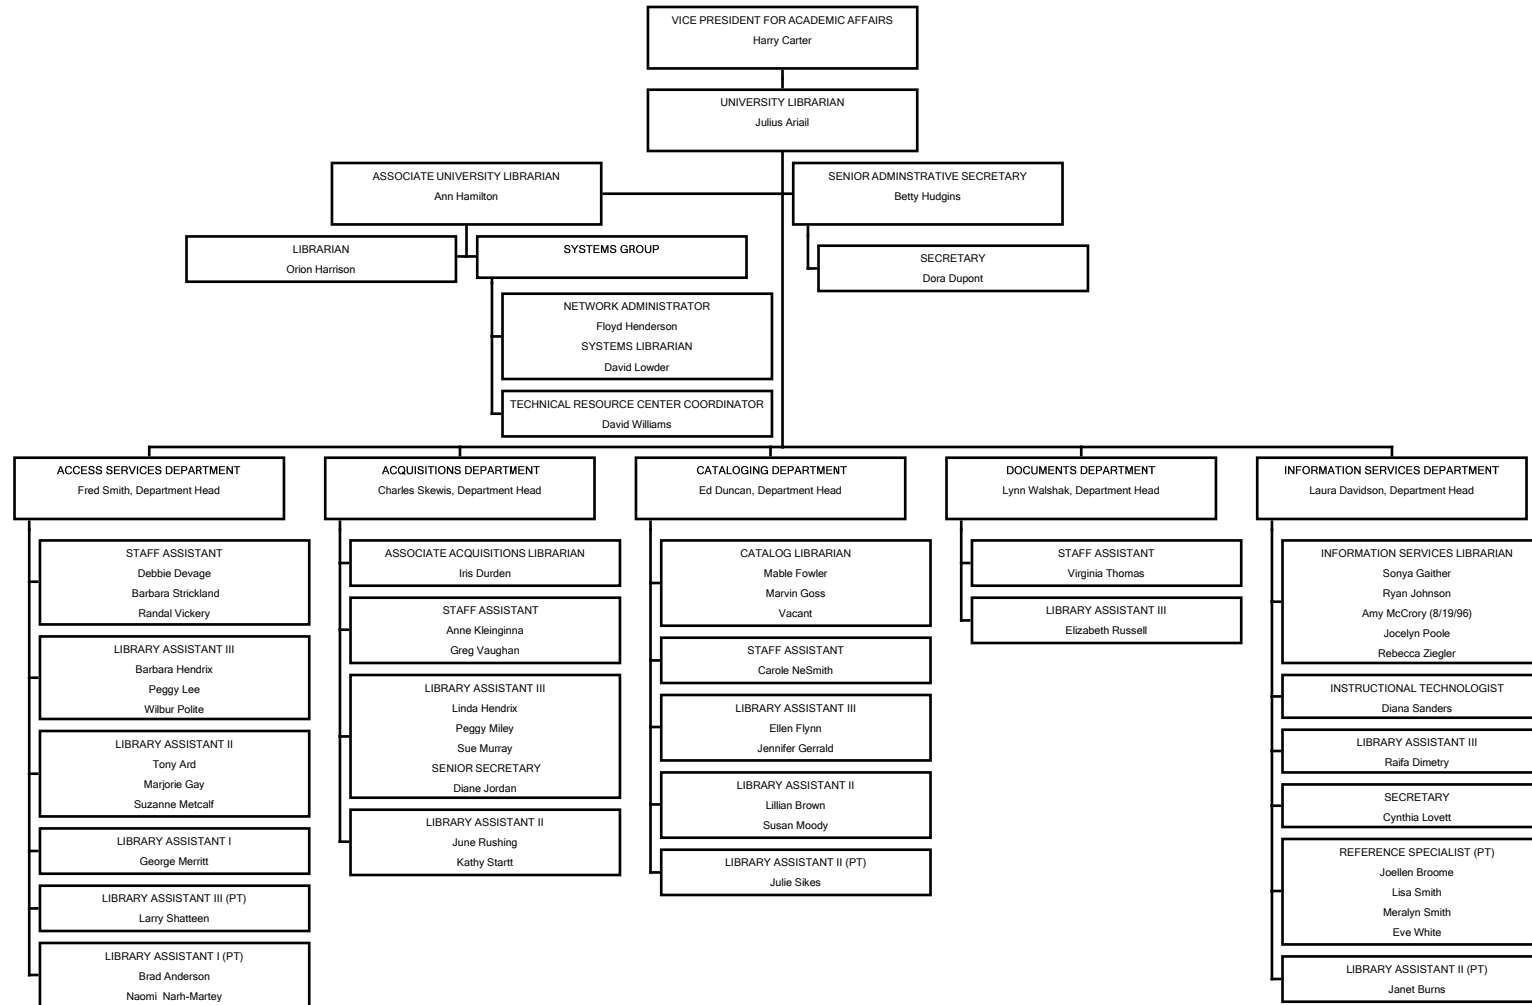 VICE PRESIDENT FOR ACADEMIC AFFAIRS
Harry Carter
UNIVERSITY LIBRARIAN
Julius Ariail
ASSOCIATE UNIVERSITY LIBRARIAN
Ann Hamilton
SENIOR ADMINSTRATIVE SECRETARY
Betty Hudgins
LIBRARIAN
Orion Harrison
SYSTEMS GROUP
SECRETARY
Dora Dupont
NETWORK ADMINISTRATOR
Floyd Henderson
SYSTEMS LIBRARIAN
David Lowder
TECHNICAL RESOURCE CENTER COORDINATOR
David Williams
ACCESS SERVICES DEPARTMENT
Fred Smith, Department Head
STAFF ASSISTANT
Debbie Devage
Barbara Strickland
Randal Vickery
LIBRARY ASSISTANT III
Barbara Hendrix
Peggy Lee
Wilbur Polite
LIBRARY ASSISTANT II
Tony Ard
Marjorie Gay
Suzanne Metcalf
LIBRARY ASSISTANT I
George Merritt
LIBRARY ASSISTANT III (PT)
Larry Shatteen
LIBRARY ASSISTANT I (PT)
Brad Anderson
Naomi Narh-Martey
ACQUISITIONS DEPARTMENT
Charles Skewis, Department Head
ASSOCIATE ACQUISITIONS LIBRARIAN
Iris Durden
STAFF ASSISTANT
Anne Kleinginna
Greg Vaughan
LIBRARY ASSISTANT III
Linda Hendrix
Peggy Miley
Sue Murray
SENIOR SECRETARY
Diane Jordan
LIBRARY ASSISTANT II
June Rushing
Kathy Startt
CATALOGING DEPARTMENT
Ed Duncan, Department Head
CATALOG LIBRARIAN
Mable Fowler
Marvin Goss
Vacant
STAFF ASSISTANT
Carole NeSmith
LIBRARY ASSISTANT III
Ellen Flynn
Jennifer Gerrald
LIBRARY ASSISTANT II
Lillian Brown
Susan Moody
LIBRARY ASSISTANT II (PT)
Julie Sikes
DOCUMENTS DEPARTMENT
Lynn Walshak, Department Head
STAFF ASSISTANT
Virginia Thomas
LIBRARY ASSISTANT III
Elizabeth Russell
INFORMATION SERVICES DEPARTMENT
Laura Davidson, Department Head
INFORMATION SERVICES LIBRARIAN
Sonya Gaither
Ryan Johnson
Amy McCrory (8/19/96)
Jocelyn Poole
Rebecca Ziegler
INSTRUCTIONAL TECHNOLOGIST
Diana Sanders
LIBRARY ASSISTANT III
Raifa Dimetry
SECRETARY
Cynthia Lovett
REFERENCE SPECIALIST (PT)
Joellen Broome
Lisa Smith
Meralyn Smith
Eve White
LIBRARY ASSISTANT II (PT)
Janet Burns